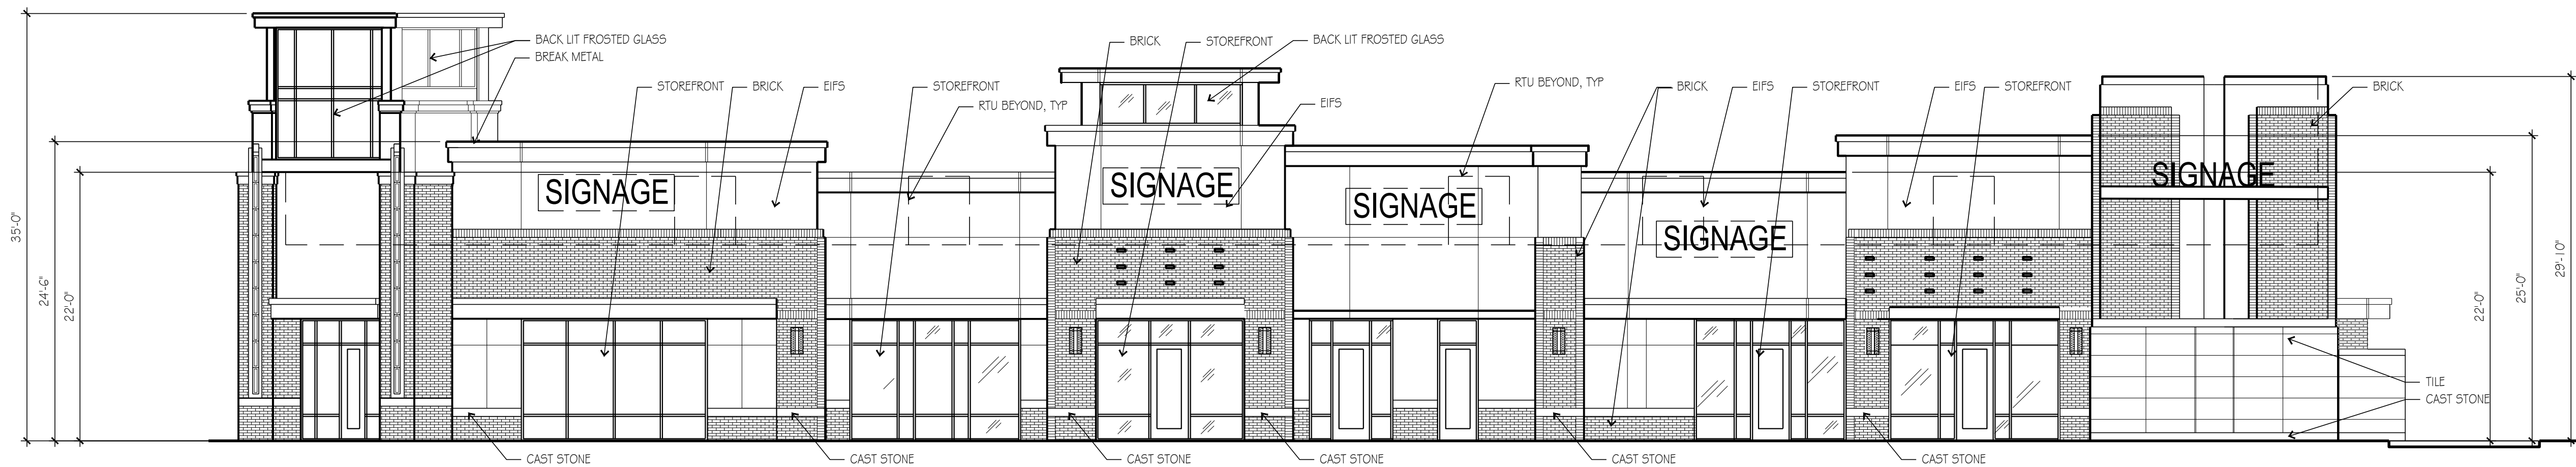 BACK LIT FROSTED GLASS
BREAK METAL
STOREFRONT
BRICK
EIFS
STOREFRONT
RTU BEYOND, TYP
BRICK
STOREFRONT
BACK LIT FROSTED GLASS
EIFS
RTU BEYOND, TYP
BRICK
EIFS
STOREFRONT
EIFS
STOREFRONT
BRICK
SIGNAGE
SIGNAGE
SIGNAGE
SIGNAGE
SIGNAGE
35'-0"
24'-6"
22'-0"
22'-0"
25'-0"
29'-10"
TILE
CAST STONE
CAST STONE
CAST STONE
CAST STONE
CAST STONE
CAST STONE
CAST STONE